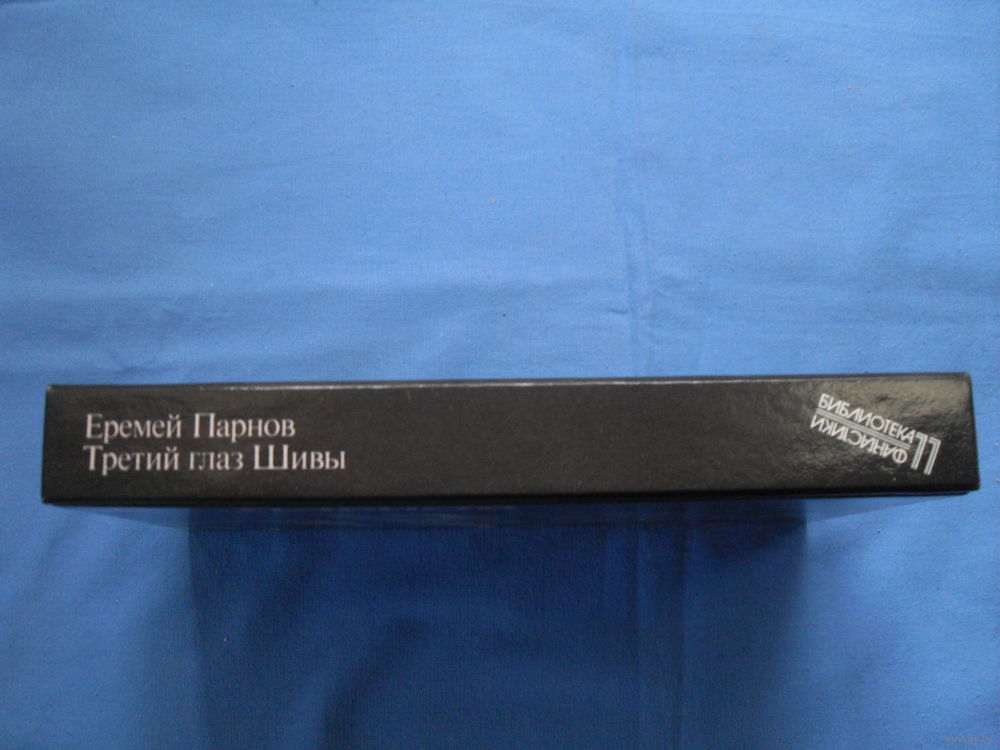 Еремей Парнов
Третий глаз Шивы
БИБЛИОТЕКА
ФАНТАСТИКИ
11